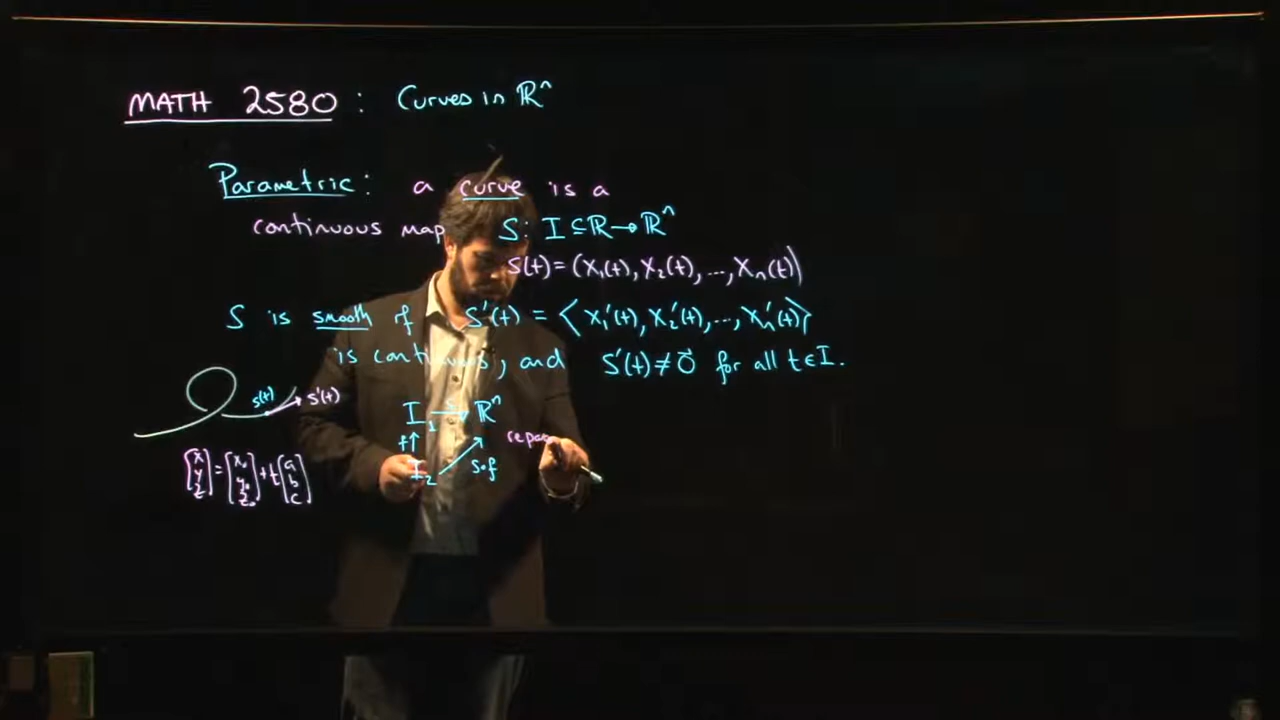 MATH 2580 : Curves in ℝⁿ
Parametric: a curve is a
continuous map S: I ⊆ ℝ → ℝⁿ
S(t) = (x₁(t), x₂(t), ..., xₙ(t))
S is smooth if S'(t) = ⟨x₁'(t), x₂'(t), ..., xₙ'(t)⟩
is continuous, and S'(t) ≠ 0⃗ for all t ∈ I.
s(t) s'(t)
I₁ →s ℝⁿ
f ↑ ↗ s∘f
I₂
[x y z] = [x₀ y₀ z₀] + t [a b c]